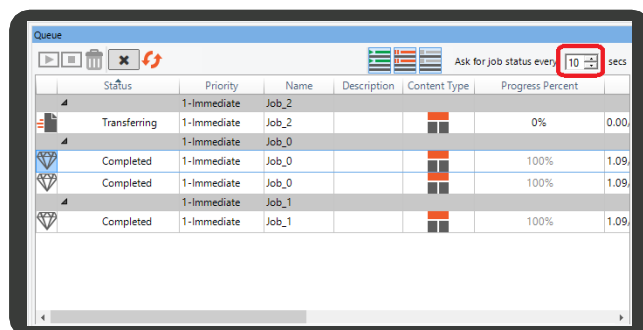 Queue
Ask for job status every 10 secs
Status Priority Name Description Content Type Progress Percent
1-Immediate Job_2
Transferring 1-Immediate Job_2 0% 0.00,
1-Immediate Job_0
Completed 1-Immediate Job_0 100% 1.09,
Completed 1-Immediate Job_0 100% 1.09,
1-Immediate Job_1
Completed 1-Immediate Job_1 100% 1.09,